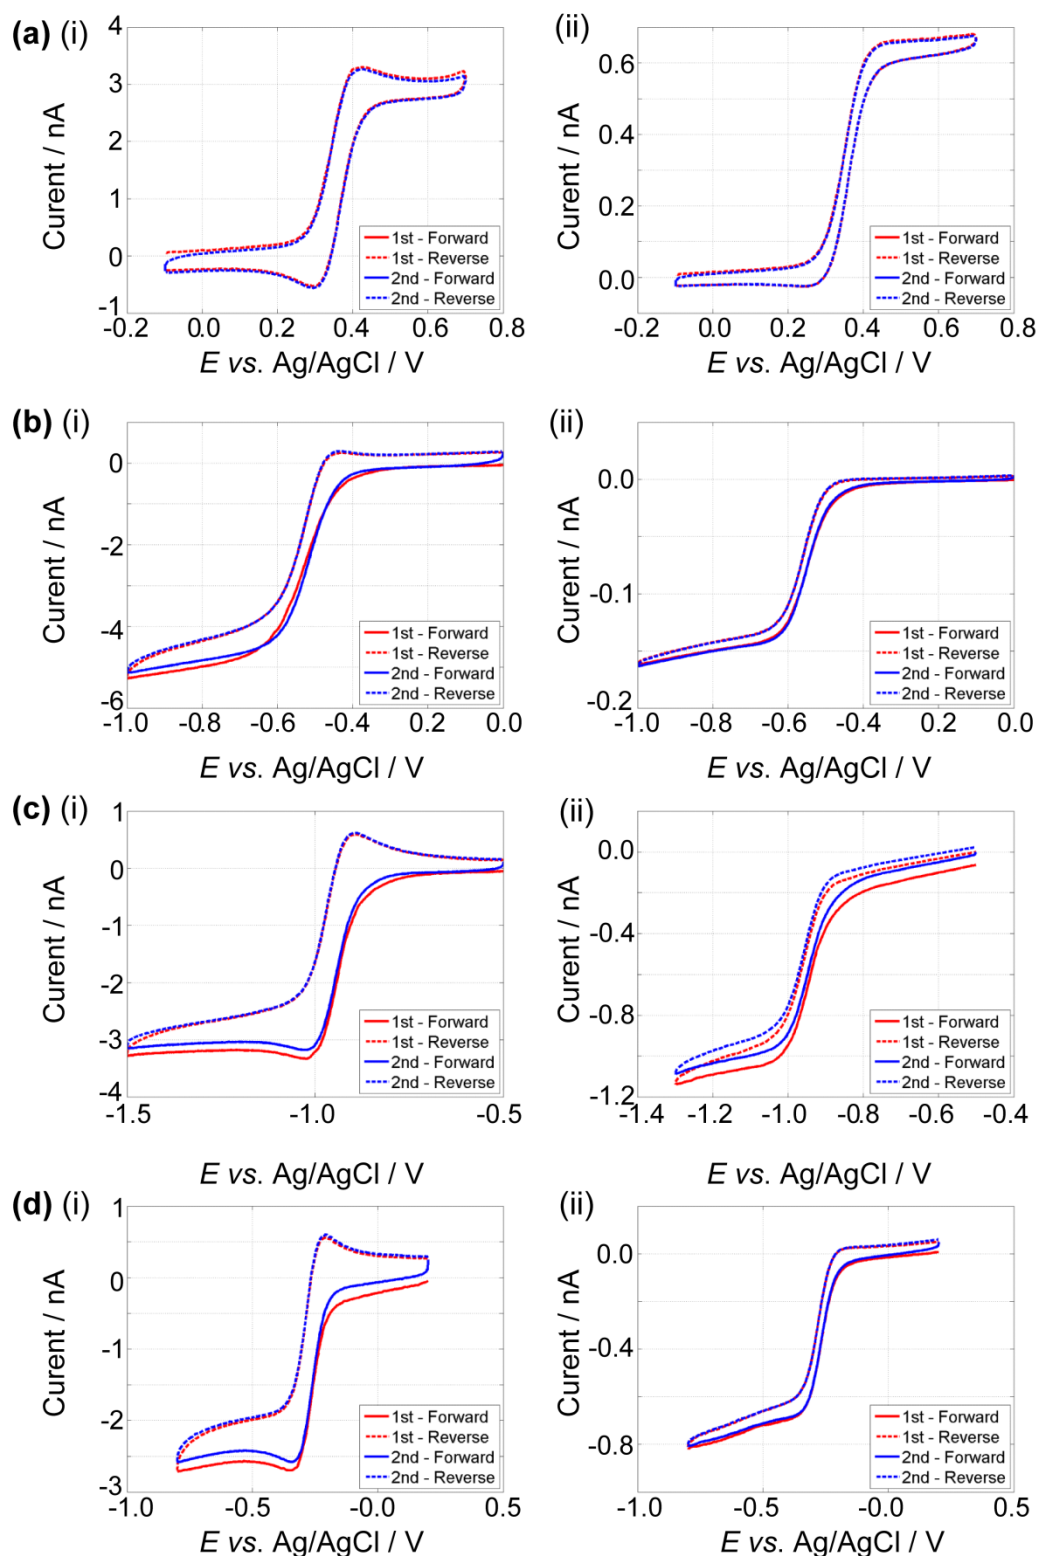 (a) (i)
4
3
2
1
0
-1
Curent / nA
-0.2 0.0 0.2 0.4 0.6 0.8
E vs. Ag/AgCl / V
1st - Forward
1st - Reverse
2nd - Forward
2nd - Reverse
(ii)
0.6
0.4
0.2
0.0
Curent / nA
-0.2 0.0 0.2 0.4 0.6 0.8
E vs. Ag/AgCl / V
1st - Forward
1st - Reverse
2nd - Forward
2nd - Reverse
(b) (i)
0
-2
-4
-6
Curent / nA
-1.0 -0.8 -0.6 -0.4 -0.2 0.0
E vs. Ag/AgCl / V
1st - Forward
1st - Reverse
2nd - Forward
2nd - Reverse
(ii)
0.0
-0.1
-0.2
Curent / nA
-1.0 -0.8 -0.6 -0.4 -0.2 0.0
E vs. Ag/AgCl / V
1st - Forward
1st - Reverse
2nd - Forward
2nd - Reverse
(c) (i)
1
0
-1
-2
-3
-4
Curent / nA
-1.5 -1.0 -0.5
E vs. Ag/AgCl / V
1st - Forward
1st - Reverse
2nd - Forward
2nd - Reverse
(ii)
0.0
-0.4
-0.8
-1.2
Curent / nA
-1.4 -1.2 -1.0 -0.8 -0.6 -0.4
E vs. Ag/AgCl / V
1st - Forward
1st - Reverse
2nd - Forward
2nd - Reverse
(d) (i)
1
0
-1
-2
-3
Curent / nA
-1.0 -0.5 -0.0 0.5
E vs. Ag/AgCl / V
1st - Forward
1st - Reverse
2nd - Forward
2nd - Reverse
(ii)
0.0
-0.4
-0.8
Curent / nA
-1.0 -0.5 -0.0 0.5
E vs. Ag/AgCl / V
1st - Forward
1st - Reverse
2nd - Forward
2nd - Reverse